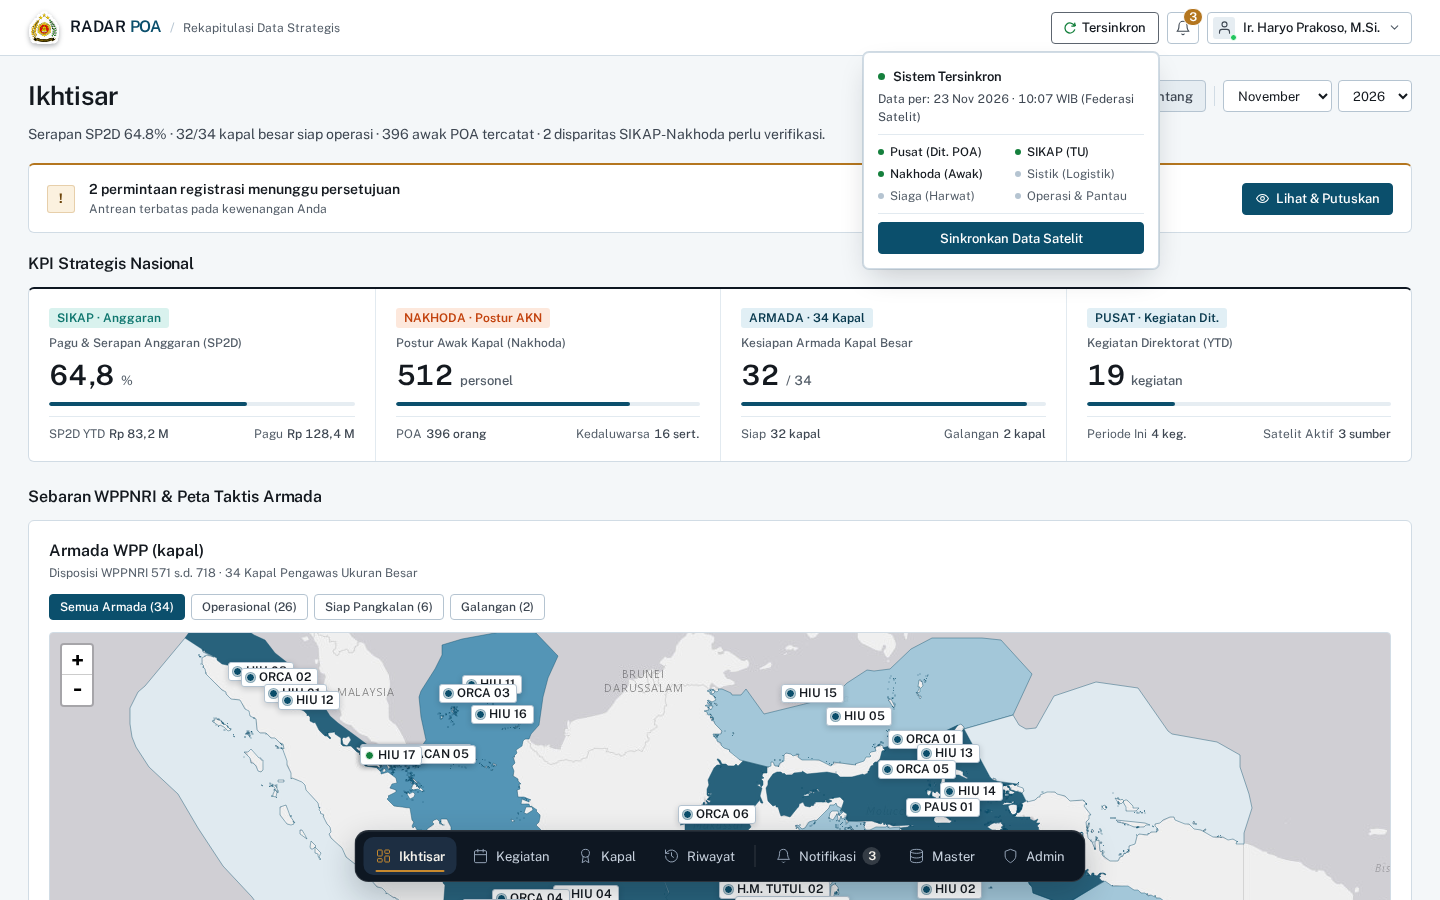 RADAR POA / Rekapitulasi Data Strategis
Tersinkron
3
Ir. Haryo Prakoso, M.Si.
Sistem Tersinkron
Data per: 23 Nov 2026 · 10:07 WIB (Federasi
Satelit)
Pusat (Dit. POA)
SIKAP (TU)
Nakhoda (Awak)
Sistik (Logistik)
Siaga (Harwat)
Operasi & Pantau
Sinkronkan Data Satelit
Ikhtisar
ntang
November
2026
Serapan SP2D 64.8% · 32/34 kapal besar siap operasi · 396 awak POA tercatat · 2 disparitas SIKAP-Nakhoda perlu verifikasi.
!
2 permintaan registrasi menunggu persetujuan
Antrean terbatas pada kewenangan Anda
Lihat & Putuskan
KPI Strategis Nasional
SIKAP · Anggaran
Pagu & Serapan Anggaran (SP2D)
64,8 %
SP2D YTD Rp 83,2 M
Pagu Rp 128,4 M
NAKHODA · Postur AKN
Postur Awak Kapal (Nakhoda)
512 personel
POA 396 orang
Kedaluwarsa 16 sert.
ARMADA · 34 Kapal
Kesiapan Armada Kapal Besar
32 / 34
Siap 32 kapal
Galangan 2 kapal
PUSAT · Kegiatan Dit.
Kegiatan Direktorat (YTD)
19 kegiatan
Periode Ini 4 keg.
Satelit Aktif 3 sumber
Sebaran WPPNRI & Peta Taktis Armada
Armada WPP (kapal)
Disposisi WPPNRI 571 s.d. 718 · 34 Kapal Pengawas Ukuran Besar
Semua Armada (34)
Operasional (26)
Siap Pangkalan (6)
Galangan (2)
+
-
ORCA 02
HIU 12
MALAYSIA
HIU 11
ORCA 03
HIU 16
BRUNEI
DARUSSALAM
HIU 15
HIU 05
HIU 17
CAN 05
ORCA 01
HIU 13
ORCA 05
HIU 14
PAUS 01
ORCA 06
Bis
Ikhtisar
Kegiatan
Kapal
Riwayat
Notifikasi 3
Master
Admin
ORCA 04
HIU 04
H.M. TUTUL 02
HIU 02